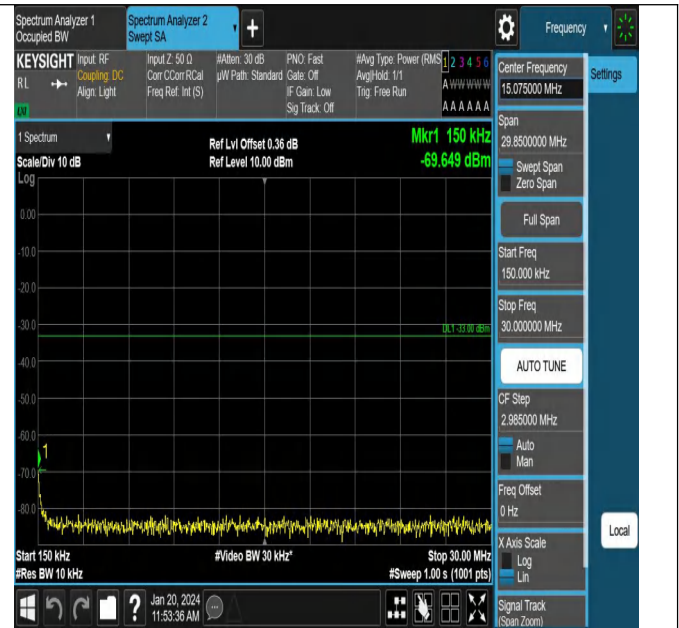 Spectrum Analyzer 1
Occupied BW
Spectrum Analyzer 2
Swept SA
Frequency
KEYSIGHT
RL
Input: RF
Coupling: DC
Align: Light
Input Z: 50 Ω
Corr CCorr RCal
Freq Ref: Int (S)
#Atten: 30 dB
µW Path: Standard
PNO: Fast
Gate: Off
IF Gain: Low
Sig Track: Off
#Avg Type: Power (RMS
Avg|Hold: 1/1
Trig: Free Run
1 2 3 4 5 6
A W W W W W
A A A A A A
1 Spectrum
Scale/Div 10 dB
Log
Ref Lvl Offset 0.36 dB
Ref Level 10.00 dBm
Mkr1 150 kHz
-69.649 dBm
0.00
-10.0
-20.0
-30.0
DL1 -33.00 dBm
-40.0
-50.0
-60.0
1
-70.0
-80.0
Start 150 kHz
#Res BW 10 kHz
#Video BW 30 kHz*
Stop 30.00 MHz
#Sweep 1.00 s (1001 pts)
Center Frequency
15.075000 MHz
Settings
Span
29.8500000 MHz
Swept Span
Zero Span
Full Span
Start Freq
150.000 kHz
Stop Freq
30.000000 MHz
AUTO TUNE
CF Step
2.985000 MHz
Auto
Man
Freq Offset
0 Hz
X Axis Scale
Log
Lin
Local
Signal Track
(Span Zoom)
?
Jan 20, 2024
11:53:36 AM